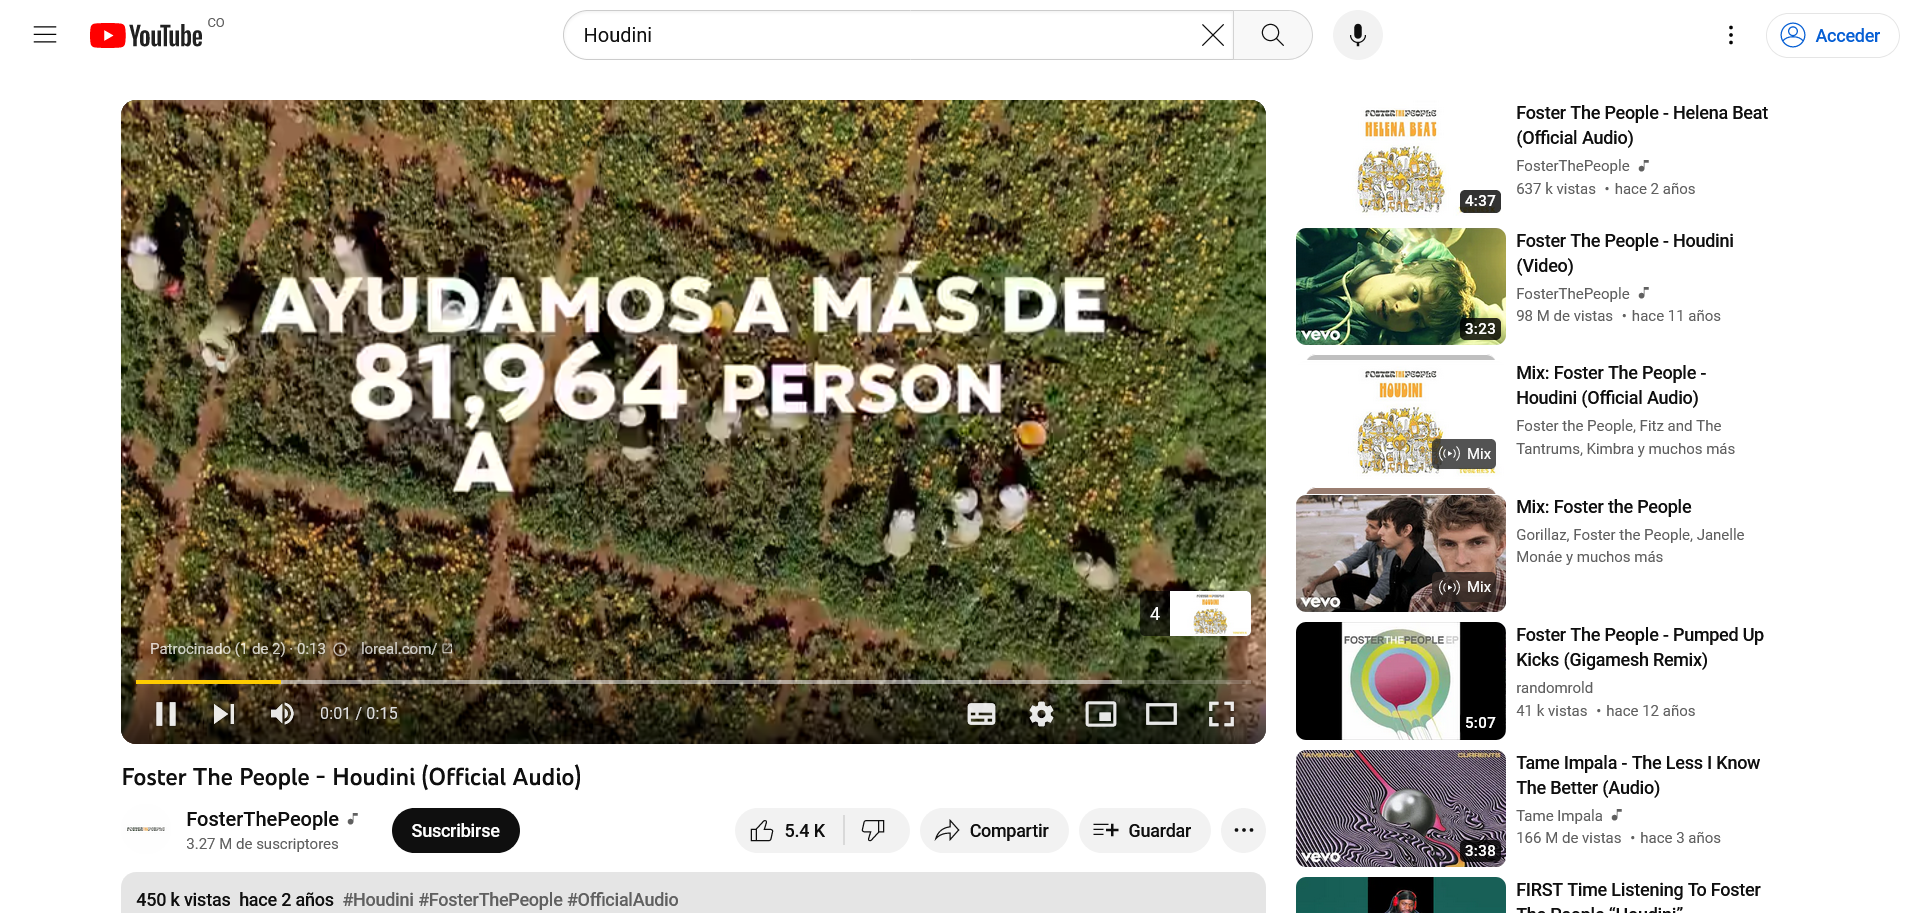 YouTube CO
Houdini
Acceder
AYUDAMOS A MÁS DE
81,964 PERSON
A
4
Patrocinado (1 de 2) · 0:13 loreal.com/
0:01 / 0:15
Foster The People - Houdini (Official Audio)
FosterThePeople
3.27 M de suscriptores
Suscribirse
5.4 K
Compartir
Guardar
450 k vistas hace 2 años #Houdini #FosterThePeople #OfficialAudio
FOSTER THE PEOPLE
HELENA BEAT
4:37
Foster The People - Helena Beat
(Official Audio)
FosterThePeople
637 k vistas • hace 2 años
vevo
3:23
Foster The People - Houdini
(Video)
FosterThePeople
98 M de vistas • hace 11 años
FOSTER THE PEOPLE
HOUDINI
Mix
Mix: Foster The People -
Houdini (Official Audio)
Foster the People, Fitz and The
Tantrums, Kimbra y muchos más
vevo
Mix
Mix: Foster the People
Gorillaz, Foster the People, Janelle
Monáe y muchos más
FOSTERTHEPEOPLE EP
5:07
Foster The People - Pumped Up
Kicks (Gigamesh Remix)
randomrold
41 k vistas • hace 12 años
TAME IMPALA
CURRENTS
vevo
3:38
Tame Impala - The Less I Know
The Better (Audio)
Tame Impala
166 M de vistas • hace 3 años
FIRST Time Listening To Foster
The People “Houdini”